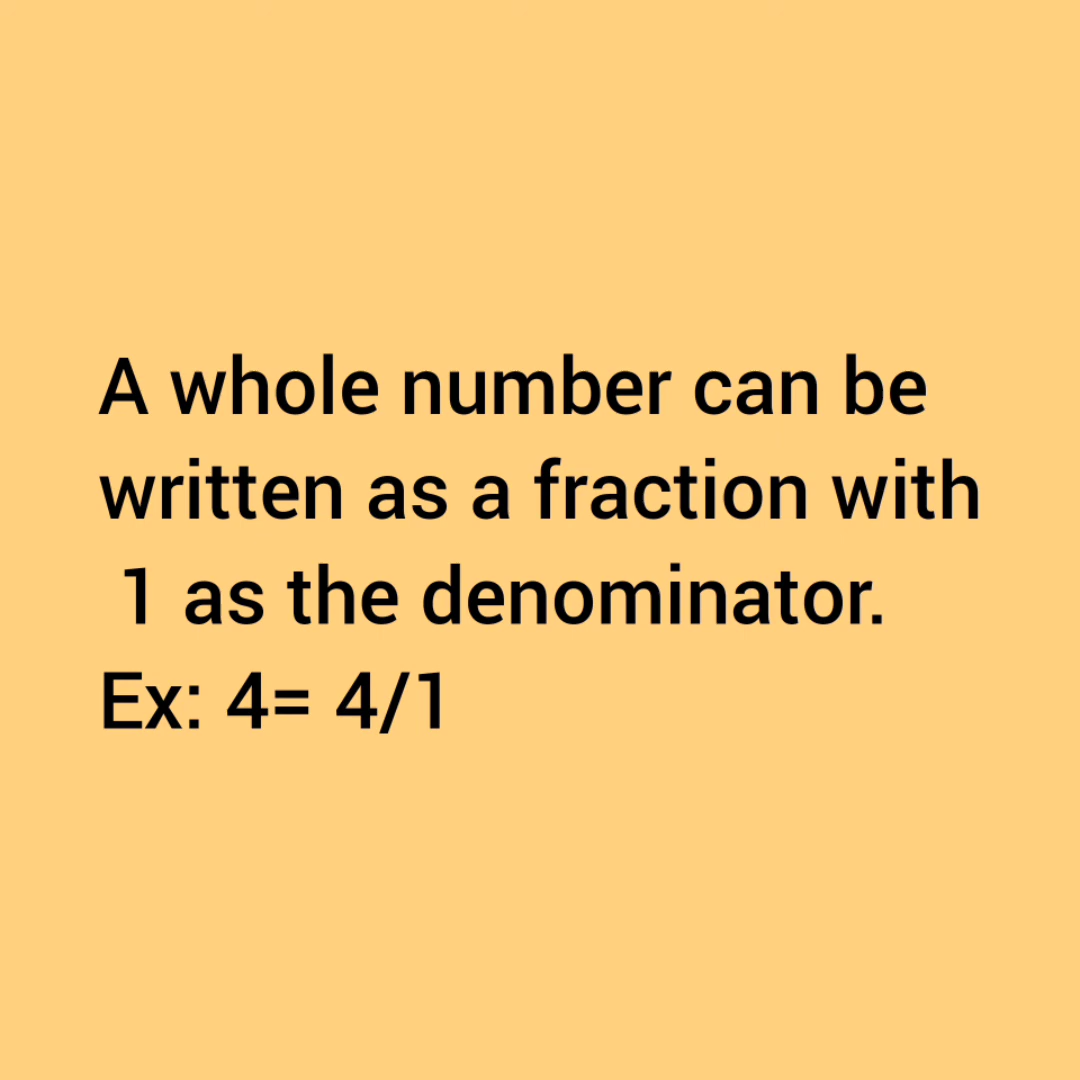 A whole number can be
written as a fraction with
1 as the denominator.
Ex: 4= 4/1